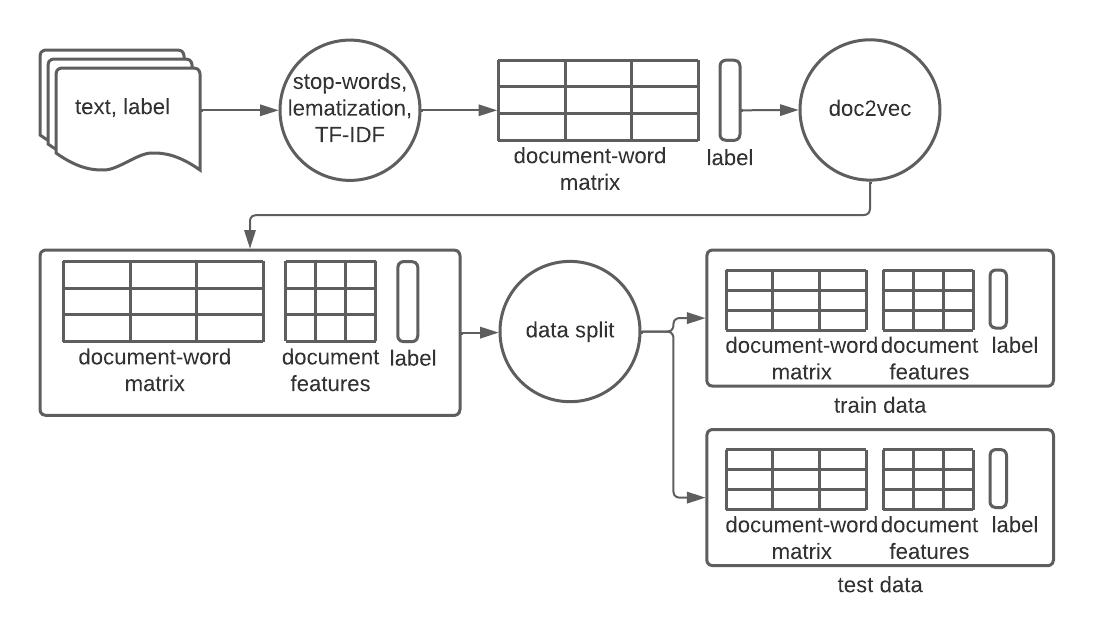 text, label
stop-words,
lematization,
TF-IDF
document-word
matrix
label
doc2vec
document-word
matrix
document
features
label
data split
document-word
matrix
document
features
label
train data
document-word
matrix
document
features
label
test data